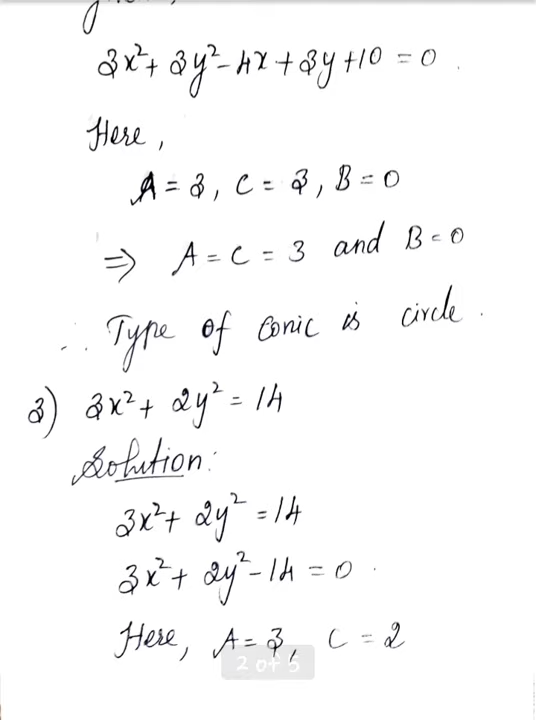 3x² + 3y² - 4x + 3y + 10 = 0.
Here,
A = 3, C = 3, B = 0
⇒ A = C = 3 and B = 0
∴ Type of conic is circle.
3) 3x² + 2y² = 14
Solution:
3x² + 2y² = 14
3x² + 2y² - 14 = 0.
Here, A = 3, C = 2
2 of 5